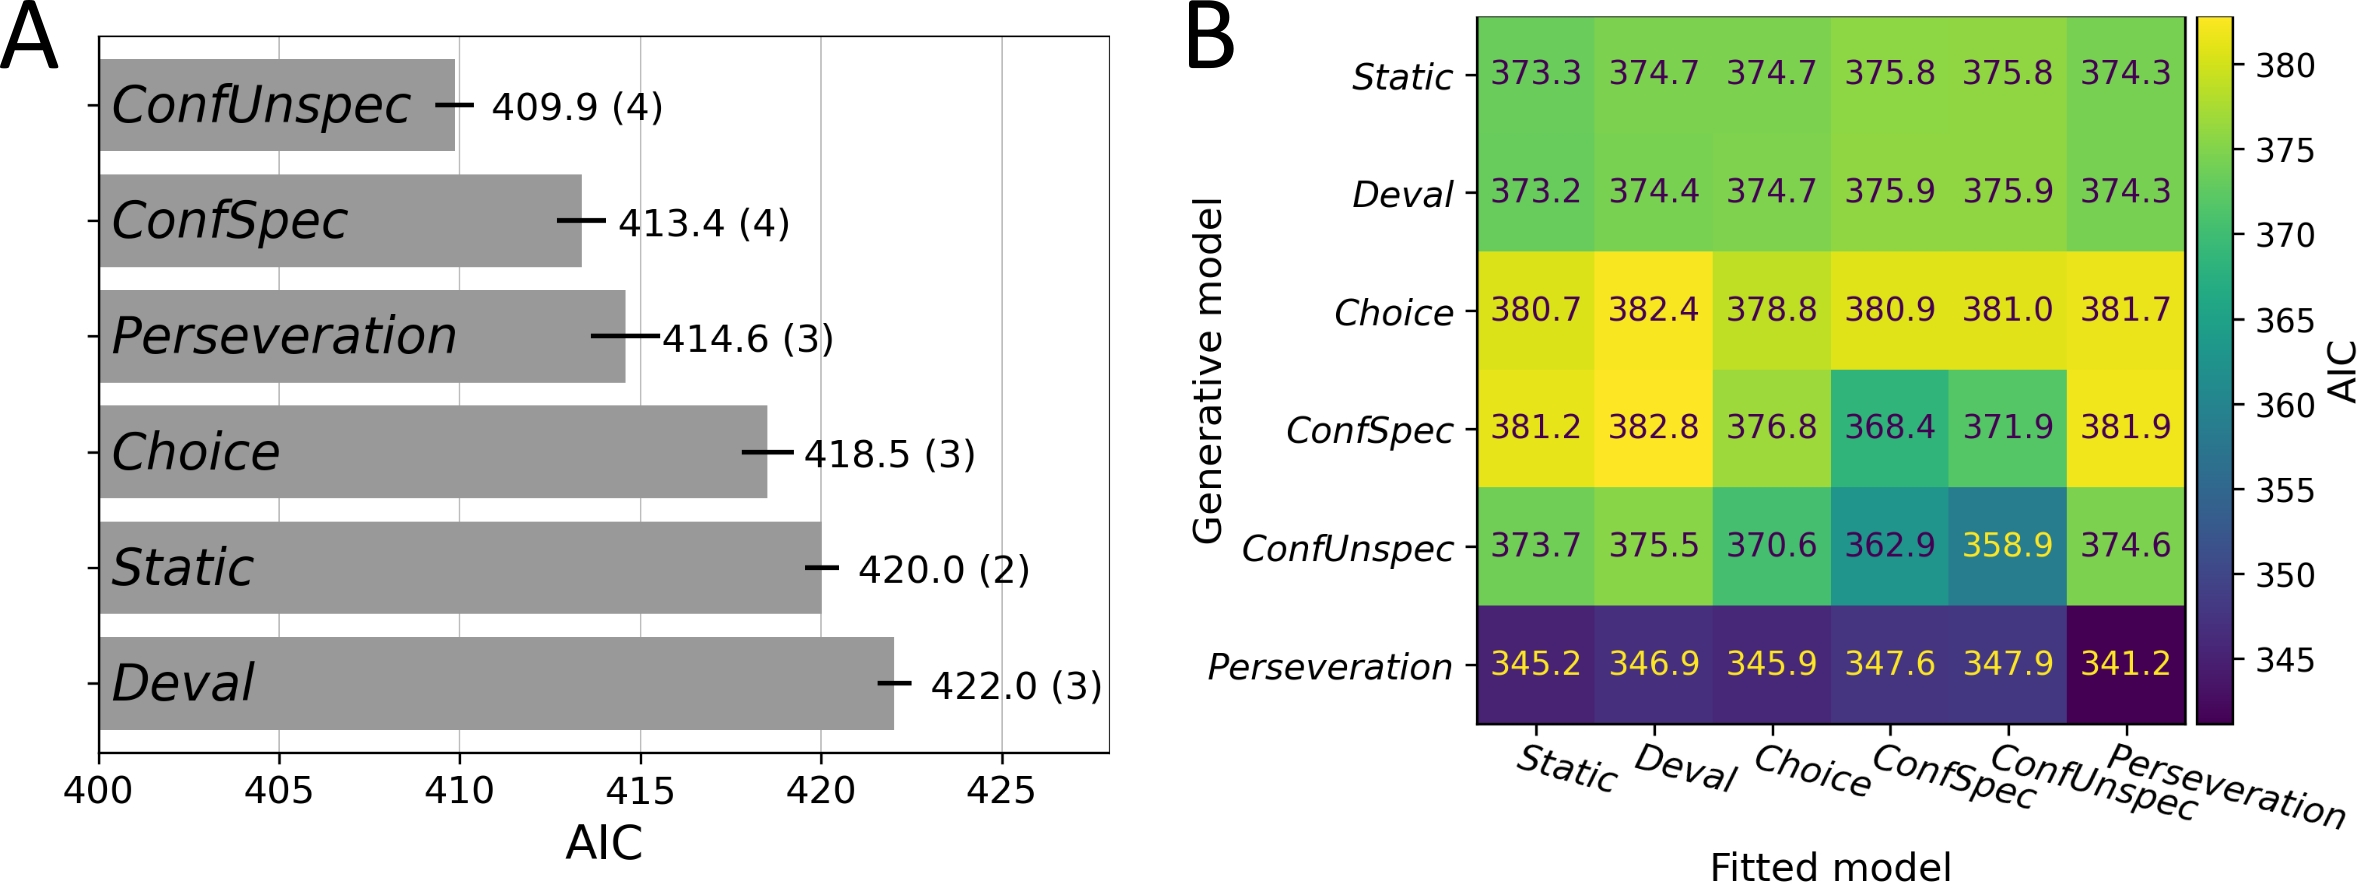 A
ConfUnspec 409.9 (4)
ConfSpec 413.4 (4)
Perseveration 414.6 (3)
Choice 418.5 (3)
Static 420.0 (2)
Deval 422.0 (3)
400 405 410 415 420 425
AIC
B
Generative model
Static 373.3 374.7 374.7 375.8 375.8 374.3
Deval 373.2 374.4 374.7 375.9 375.9 374.3
Choice 380.7 382.4 378.8 380.9 381.0 381.7
ConfSpec 381.2 382.8 376.8 368.4 371.9 381.9
ConfUnspec 373.7 375.5 370.6 362.9 358.9 374.6
Perseveration 345.2 346.9 345.9 347.6 347.9 341.2
Static Deval Choice ConfSpec ConfUnspec Perseveration
Fitted model
380
375
370
365
360
355
350
345
AIC